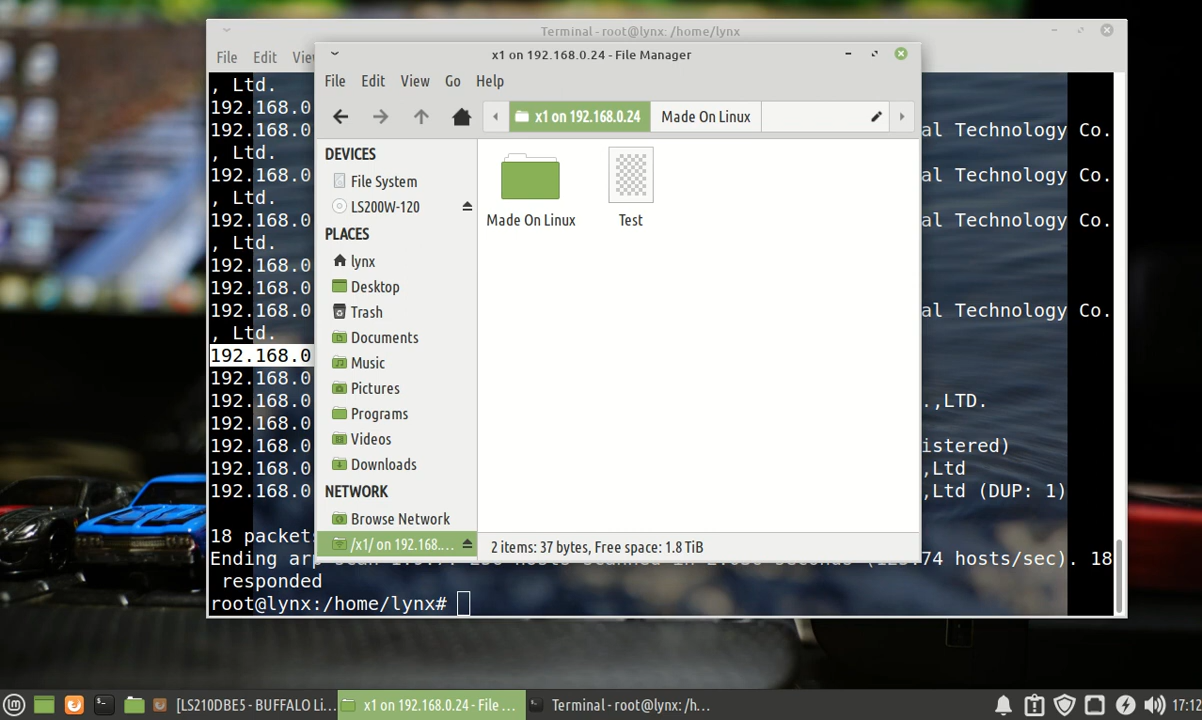 Terminal - root@lynx: /home/lynx
File Edit Vie
x1 on 192.168.0.24 - File Manager
File Edit View Go Help
x1 on 192.168.0.24 Made On Linux
DEVICES
File System
LS200W-120
PLACES
lynx
Desktop
Trash
Documents
Music
Pictures
Programs
Videos
Downloads
NETWORK
Browse Network
/x1/ on 192.168....
Made On Linux
Test
2 items: 37 bytes, Free space: 1.8 TiB
, Ltd.
192.168.0
192.168.0 al Technology Co.
, Ltd.
192.168.0 al Technology Co.
, Ltd.
192.168.0 al Technology Co.
, Ltd.
192.168.0
192.168.0
192.168.0 al Technology Co.
, Ltd.
192.168.0
192.168.0
192.168.0 .,LTD.
192.168.0
192.168.0 istered)
192.168.0 ,Ltd
192.168.0 ,Ltd (DUP: 1)
18 packet
Ending arp 74 hosts/sec). 18
responded
root@lynx:/home/lynx#
[LS210DBE5 - BUFFALO Li...
x1 on 192.168.0.24 - File ...
Terminal - root@lynx: /h...
17:12